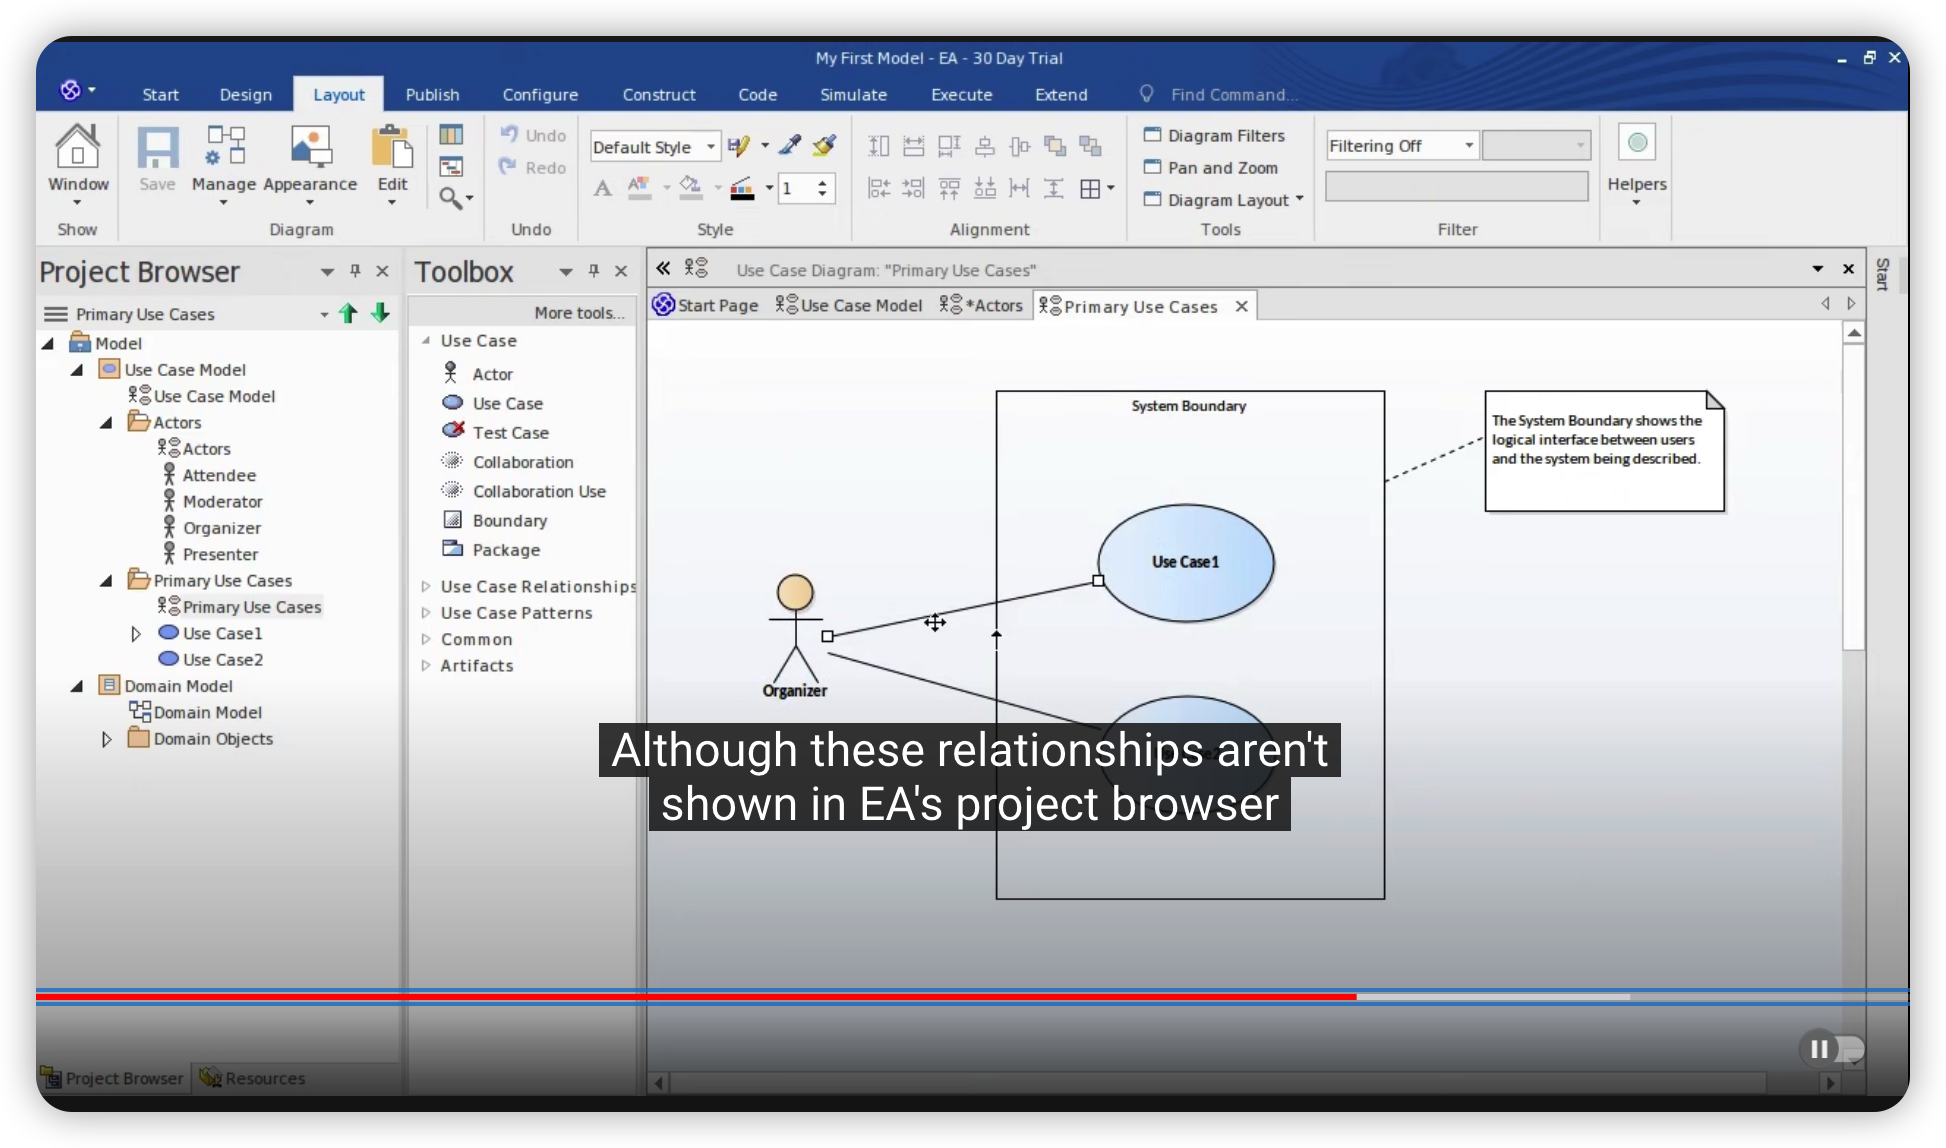 My First Model - EA - 30 Day Trial
Start Design Layout Publish Configure Construct Code Simulate Execute Extend Find Command...
Window Save Manage Appearance Edit
Undo
Redo
Default Style
1
Diagram Filters
Pan and Zoom
Diagram Layout
Filtering Off
Helpers
Show Diagram Undo Style Alignment Tools Filter
Project Browser
Primary Use Cases
Model
Use Case Model
Use Case Model
Actors
Actors
Attendee
Moderator
Organizer
Presenter
Primary Use Cases
Primary Use Cases
Use Case1
Use Case2
Domain Model
Domain Model
Domain Objects
Project Browser Resources
Toolbox
More tools...
Use Case
Actor
Use Case
Test Case
Collaboration
Collaboration Use
Boundary
Package
Use Case Relationships
Use Case Patterns
Common
Artifacts
Use Case Diagram: "Primary Use Cases"
Start Page Use Case Model *Actors Primary Use Cases
Start
System Boundary
The System Boundary shows the
logical interface between users
and the system being described.
Use Case1
Organizer
Although these relationships aren't
shown in EA's project browser